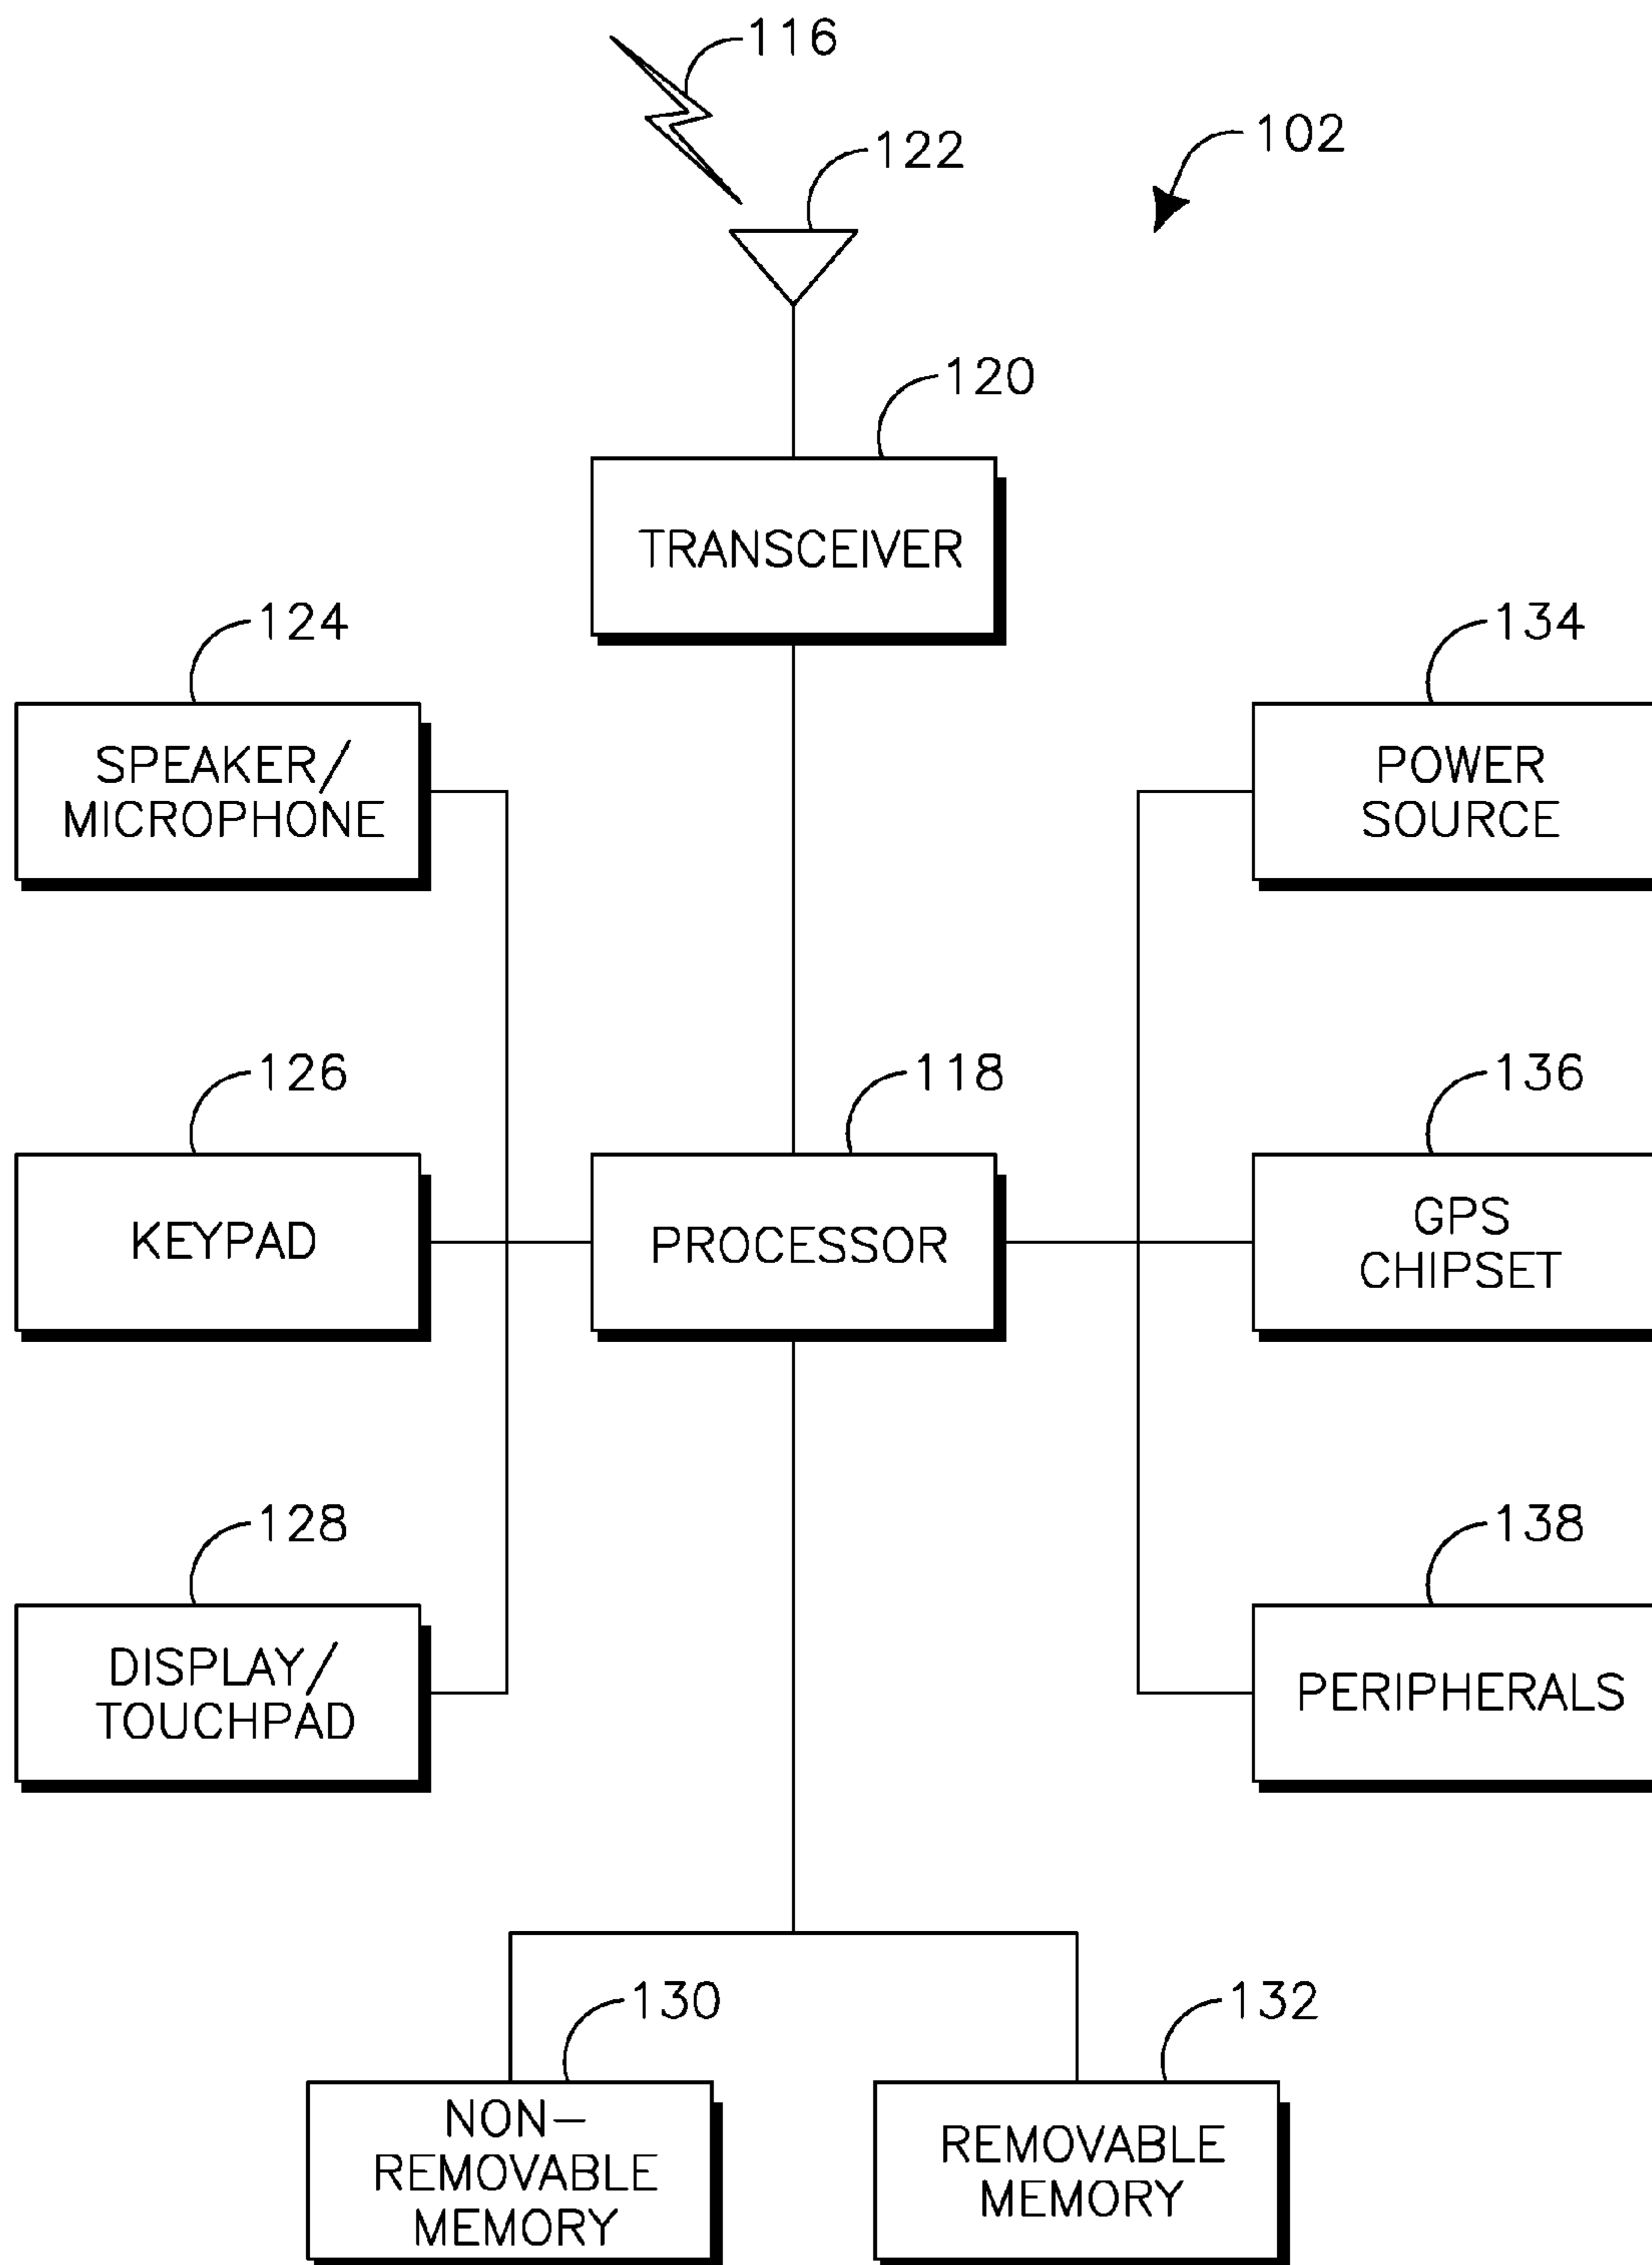 116
122
102
120
TRANSCEIVER
124
134
SPEAKER/
MICROPHONE
POWER
SOURCE
126
118
136
KEYPAD
PROCESSOR
GPS
CHIPSET
128
138
DISPLAY/
TOUCHPAD
PERIPHERALS
130
132
NON-
REMOVABLE
MEMORY
REMOVABLE
MEMORY